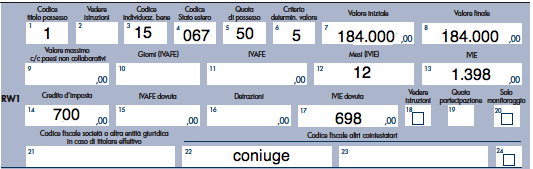 Codice titolo possesso Vedere istruzioni Codice individuaz. bene Codice Stato estero Quota di possesso Criterio determin. valore Valore iniziale Valore finale
1 1 2 3 15 4 067 5 50 6 5 7 184.000 ,00 8 184.000 ,00
Valore massimo c/c paesi non collaborativi Giorni (IVAFE) IVAFE Mesi (IVIE) IVIE
9 ,00 10 11 ,00 12 12 13 1.398 ,00
RW1 Credito d'imposta IVAFE dovuta Detrazioni IVIE dovuta Vedere istruzioni Quota partecipazione Solo monitoraggio
14 700 ,00 15 ,00 16 ,00 17 698 ,00 18 19 20
Codice fiscale società o altra entità giuridica in caso di titolare effettivo Codice fiscale altri cointestatari
21 22 coniuge 23 24